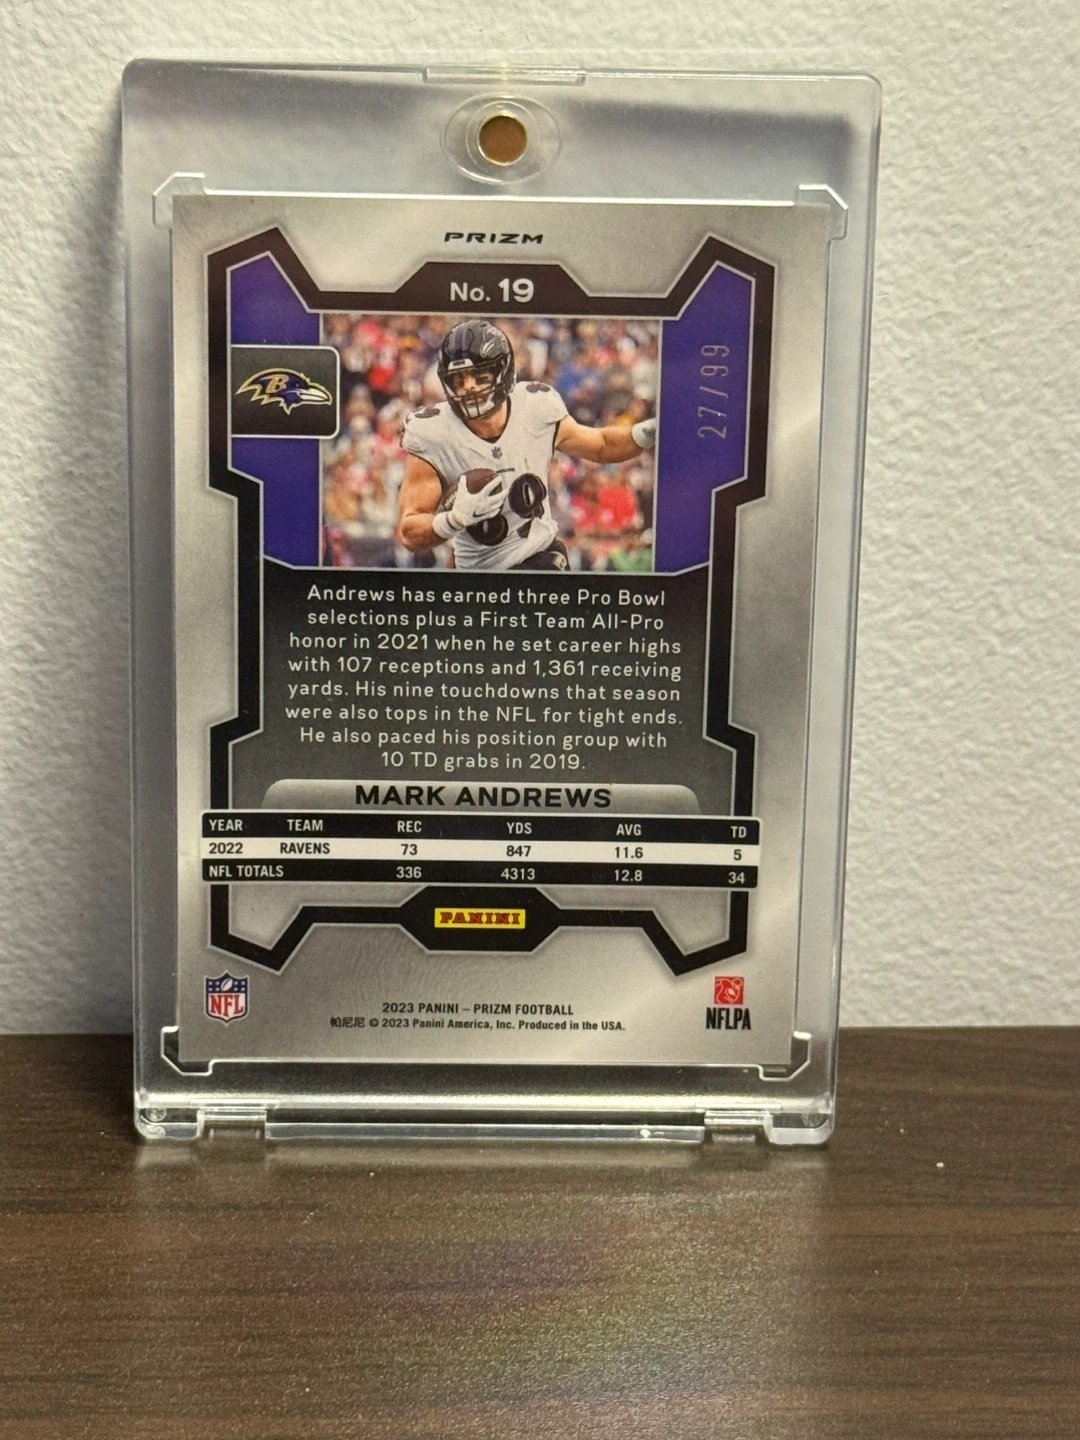 PRIZM
No. 19
27/99
B
89
Andrews has earned three Pro Bowl
selections plus a First Team All-Pro
honor in 2021 when he set career highs
with 107 receptions and 1,361 receiving
yards. His nine touchdowns that season
were also tops in the NFL for tight ends.
He also paced his position group with
10 TD grabs in 2019.
MARK ANDREWS
YEAR TEAM REC YDS AVG TD
2022 RAVENS 73 847 11.6 5
NFL TOTALS 336 4313 12.8 34
PANINI
NFL
2023 PANINI – PRIZM FOOTBALL
帕尼尼 © 2023 Panini America, Inc. Produced in the USA.
NFLPA